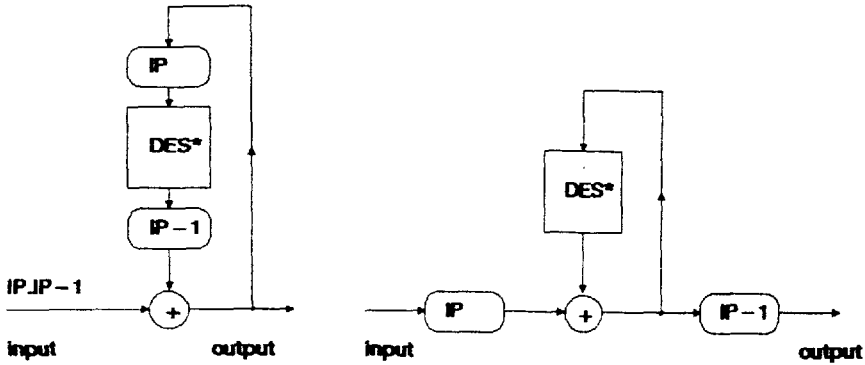 IP
DES*
IP-1
IP.IP-1
+
input
output
DES*
IP
+
IP-1
input
output